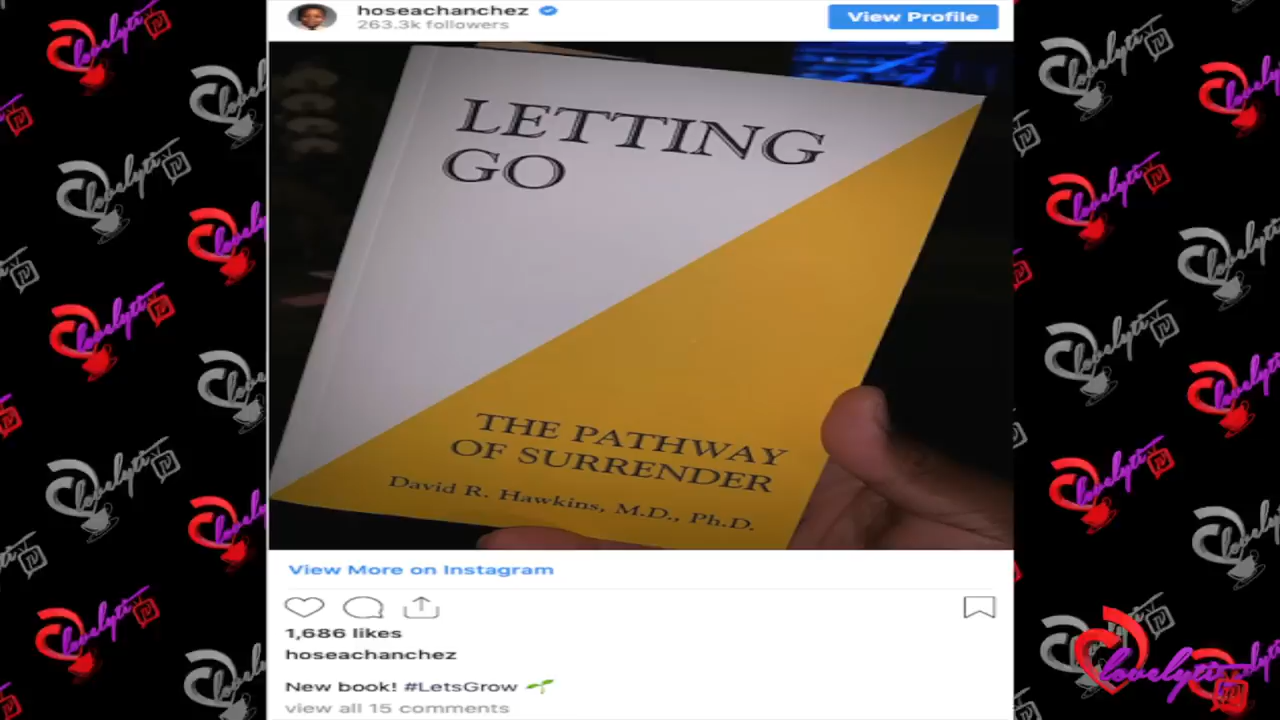 hoseachanchez
263.3k followers
View Profile
LETTING
GO
THE PATHWAY
OF SURRENDER
David R. Hawkins, M.D., Ph.D.
View More on Instagram
1,686 likes
hoseachanchez
New book! #LetsGrow
view all 15 comments
lovelyti